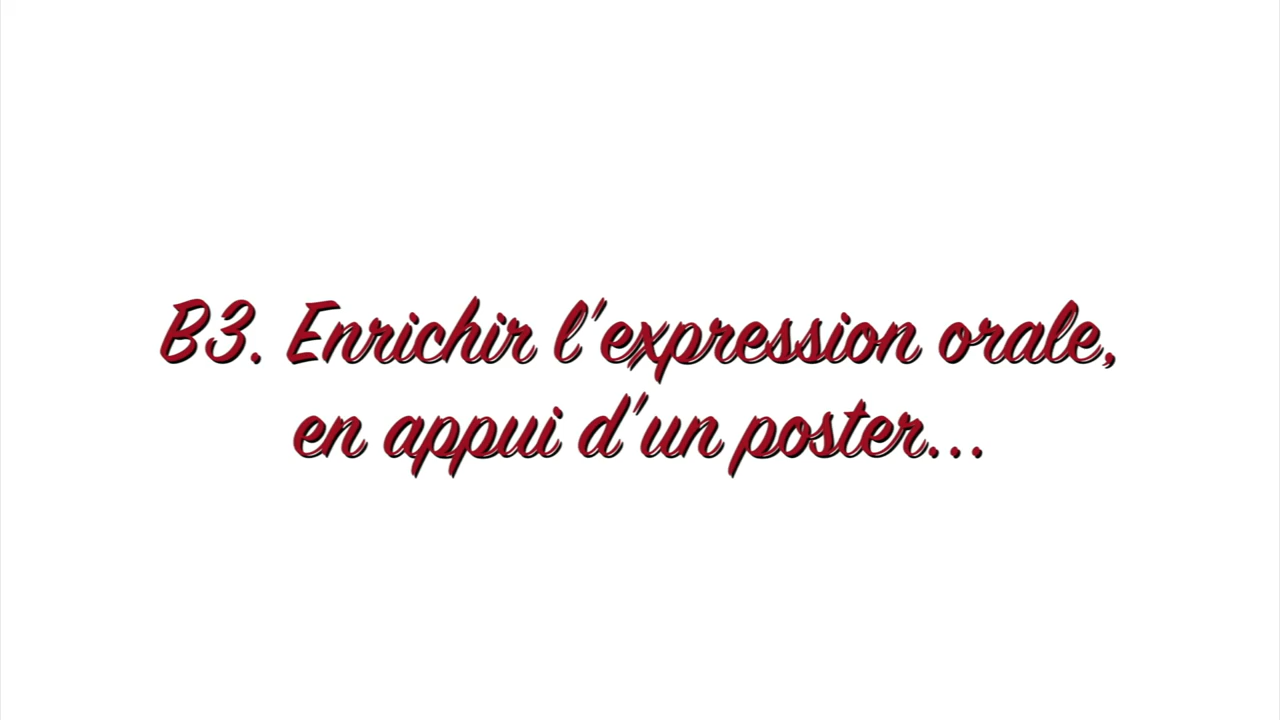 B3. Enrichir l'expression orale,
en appui d'un poster...